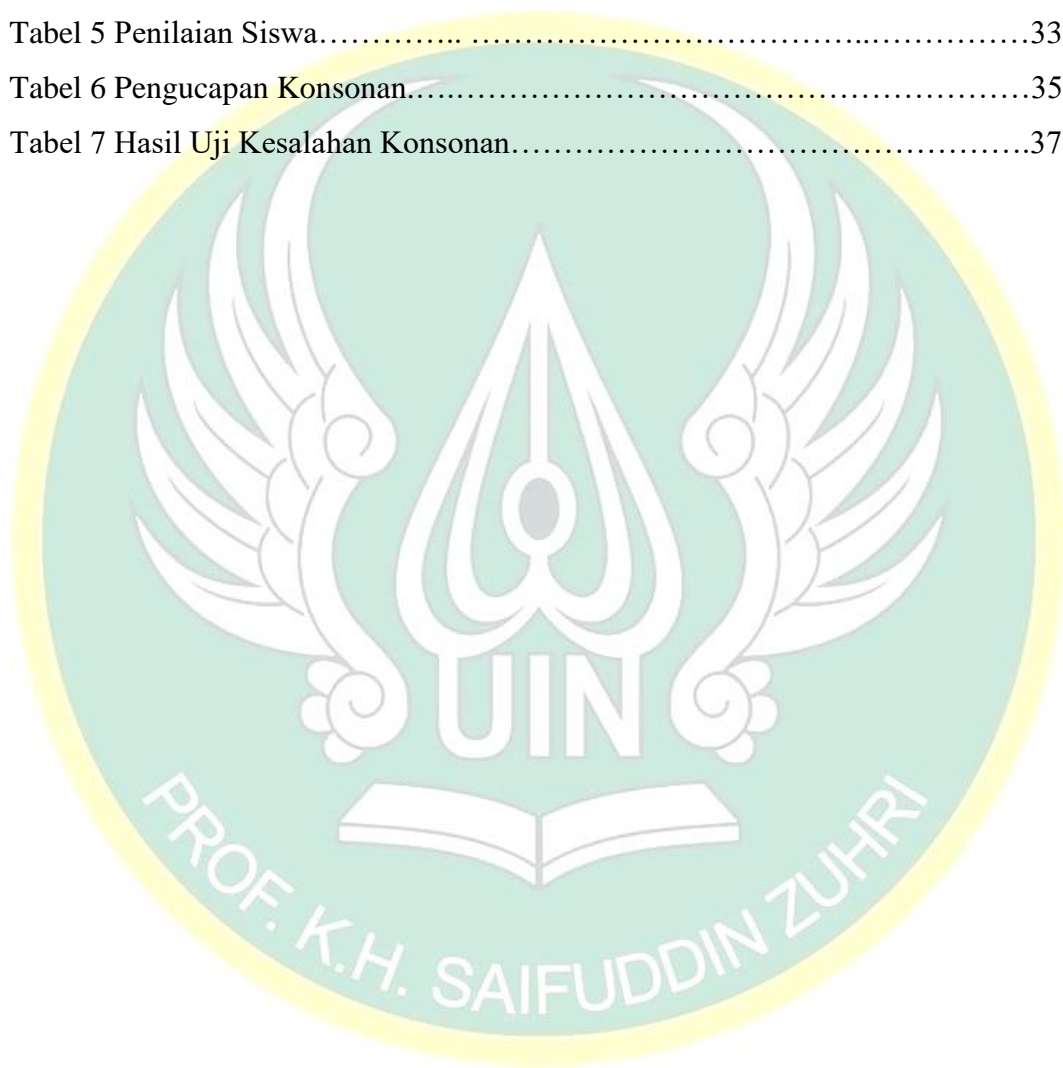 Tabel 5 Penilaian Siswa………….. ……………………………………..………………33
Tabel 6 Pengucapan Konsonan.….…………………………………………………35
Tabel 7 Hasil Uji Kesalahan Konsonan……………………………….……………….37
UIN
PROF. K.H. SAIFUDDIN ZUHRI